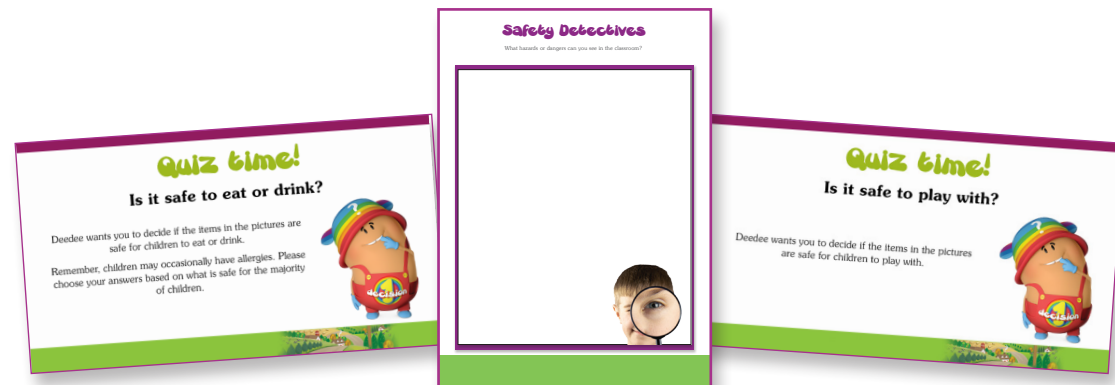 Quiz time!
Is it safe to eat or drink?
Deedee wants you to decide if the items in the pictures are
safe for children to eat or drink.
Remember, children may occasionally have allergies. Please
choose your answers based on what is safe for the majority
of children.
?
decision
Safety Detectives
What hazards or dangers can you see in the classroom?
Quiz time!
Is it safe to play with?
Deedee wants you to decide if the items in the pictures
are safe for children to play with.
?
decision